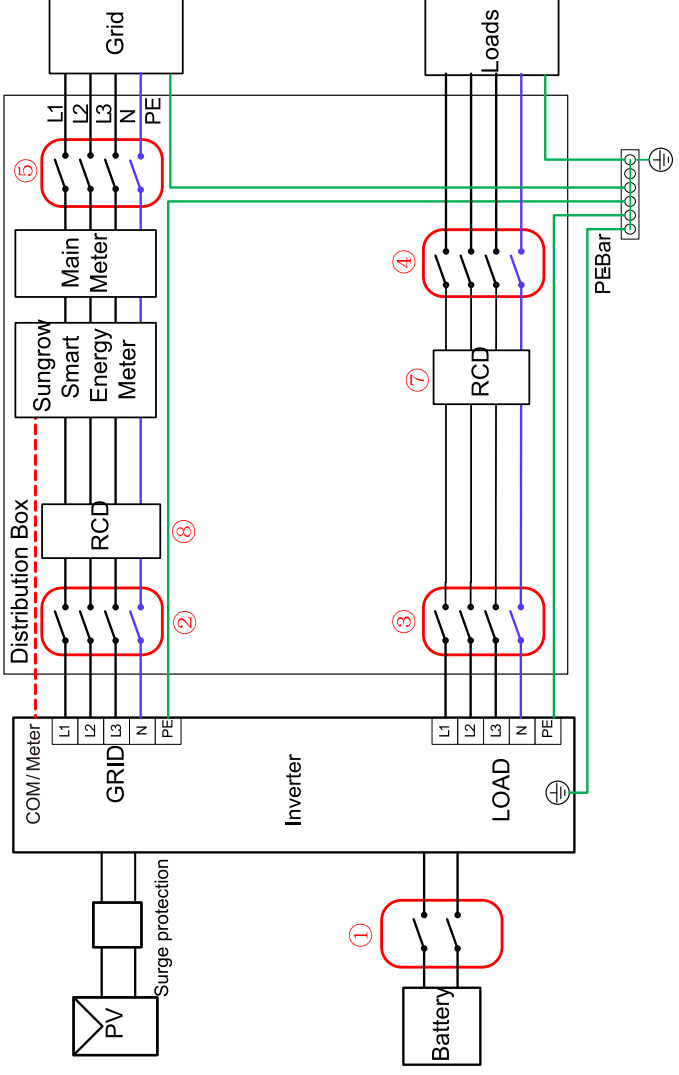 Grid
Loads
L1
L2
L3
N
PE
⑤
Main
Meter
④
PEBar
Sungrow
Smart
Energy
Meter
RCD
⑦
Distribution Box
RCD
⑧
②
③
COM/Meter
L1
L2
L3
N
PE
GRID
Inverter
L1
L2
L3
N
PE
LOAD
Surge protection
PV
①
Battery